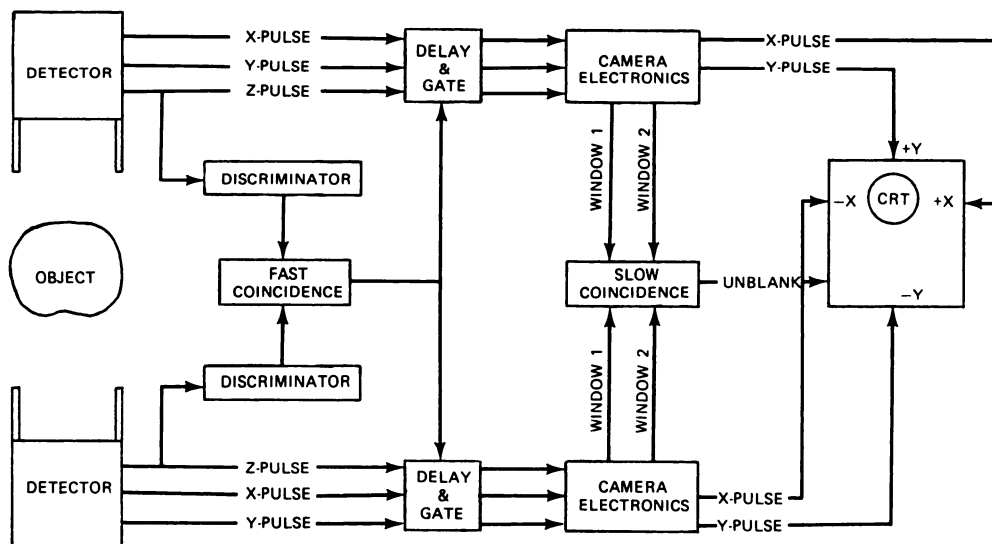 X-PULSE
Y-PULSE
Z-PULSE
DETECTOR
DELAY
&
GATE
CAMERA
ELECTRONICS
X-PULSE
Y-PULSE
WINDOW 1
WINDOW 2
DISCRIMINATOR
+Y
-X
CRT
+X
OBJECT
FAST
COINCIDENCE
SLOW
COINCIDENCE
UNBLANK
-Y
DISCRIMINATOR
WINDOW 1
WINDOW 2
DETECTOR
Z-PULSE
X-PULSE
Y-PULSE
DELAY
&
GATE
CAMERA
ELECTRONICS
X-PULSE
Y-PULSE